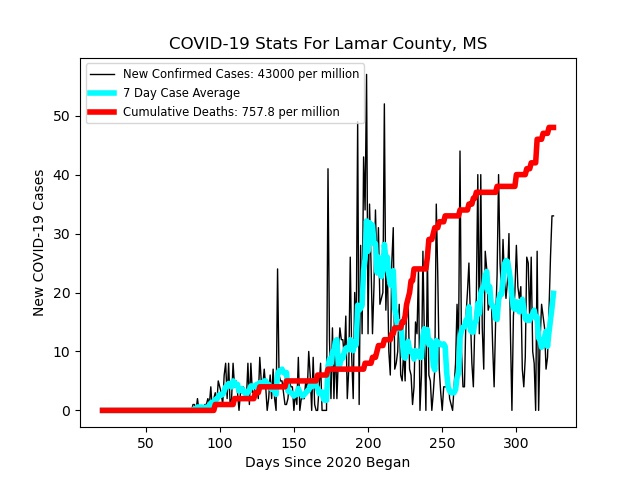 COVID-19 Stats For Lamar County, MS
New Confirmed Cases: 43000 per million
7 Day Case Average
Cumulative Deaths: 757.8 per million
New COVID-19 Cases
50
40
30
20
10
0
50 100 150 200 250 300
Days Since 2020 Began